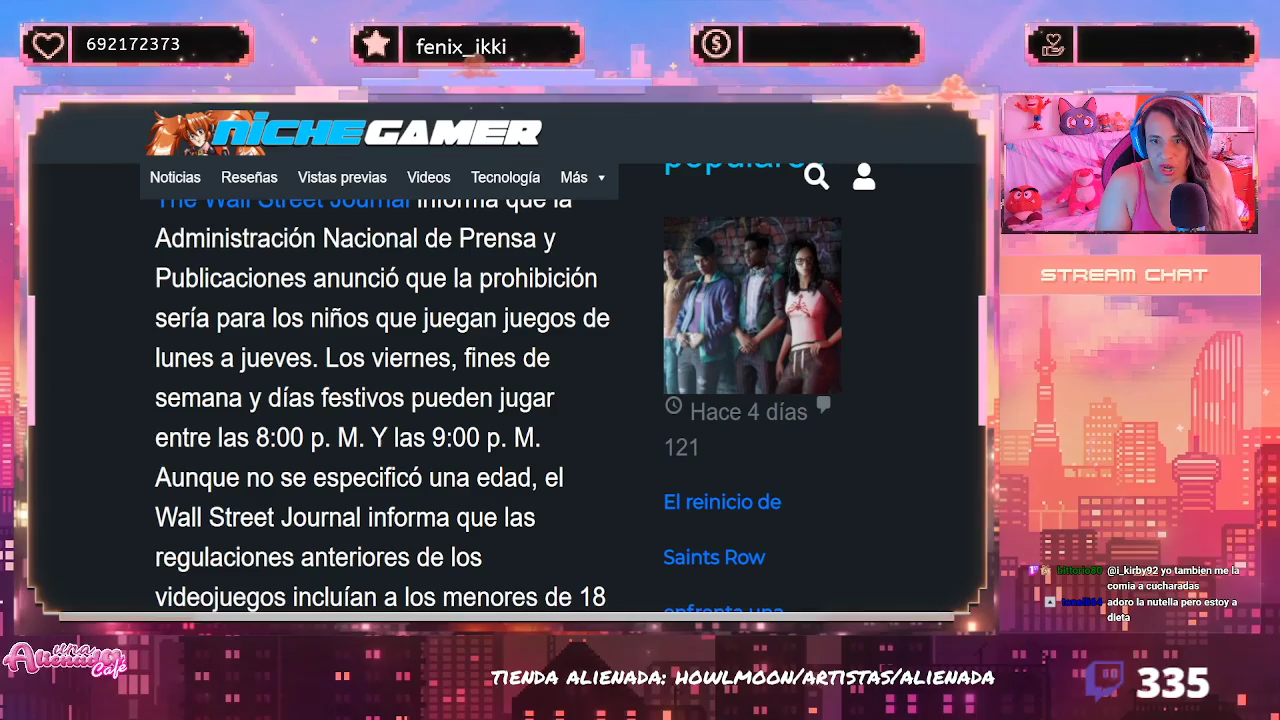 692172373
fenix_ikki
NICHEGAMER
Noticias Reseñas Vistas previas Videos Tecnología Más
The Wall Street Journal informa que la
Administración Nacional de Prensa y
Publicaciones anunció que la prohibición
sería para los niños que juegan juegos de
lunes a jueves. Los viernes, fines de
semana y días festivos pueden jugar
entre las 8:00 p. M. Y las 9:00 p. M.
Aunque no se especificó una edad, el
Wall Street Journal informa que las
regulaciones anteriores de los
videojuegos incluían a los menores de 18
Hace 4 días
121
El reinicio de
Saints Row
enfrenta una
STREAM CHAT
@i_kirby92 yo tambien me la
comia a cucharadas
adoro la nutella pero estoy a
dieta
una
Alienada
Café
TIENDA ALIENADA: HOWLMOON/ARTISTAS/ALIENADA
335